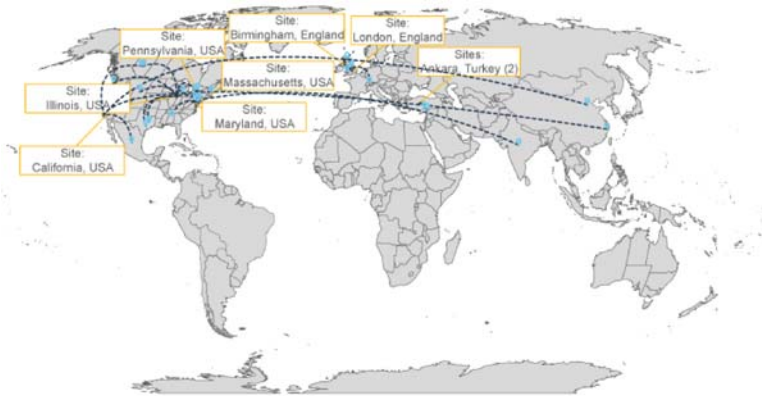 Site:
Birmingham, England
Site:
London, England
Site:
Pennsylvania, USA
Sites:
Ankara, Turkey (2)
Site:
Massachusetts, USA
Site:
Illinois, USA
Site:
Maryland, USA
Site:
California, USA